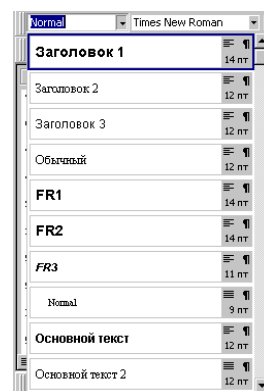 Normal Times New Roman
Заголовок 1 ¶
14 пт
Заголовок 2 ¶
12 пт
Заголовок 3 ¶
12 пт
Обычный ¶
12 пт
FR1 ¶
14 пт
FR2 ¶
14 пт
FR3 ¶
11 пт
Normal ¶
9 пт
Основной текст ¶
12 пт
Основной текст 2 ¶
12 пт